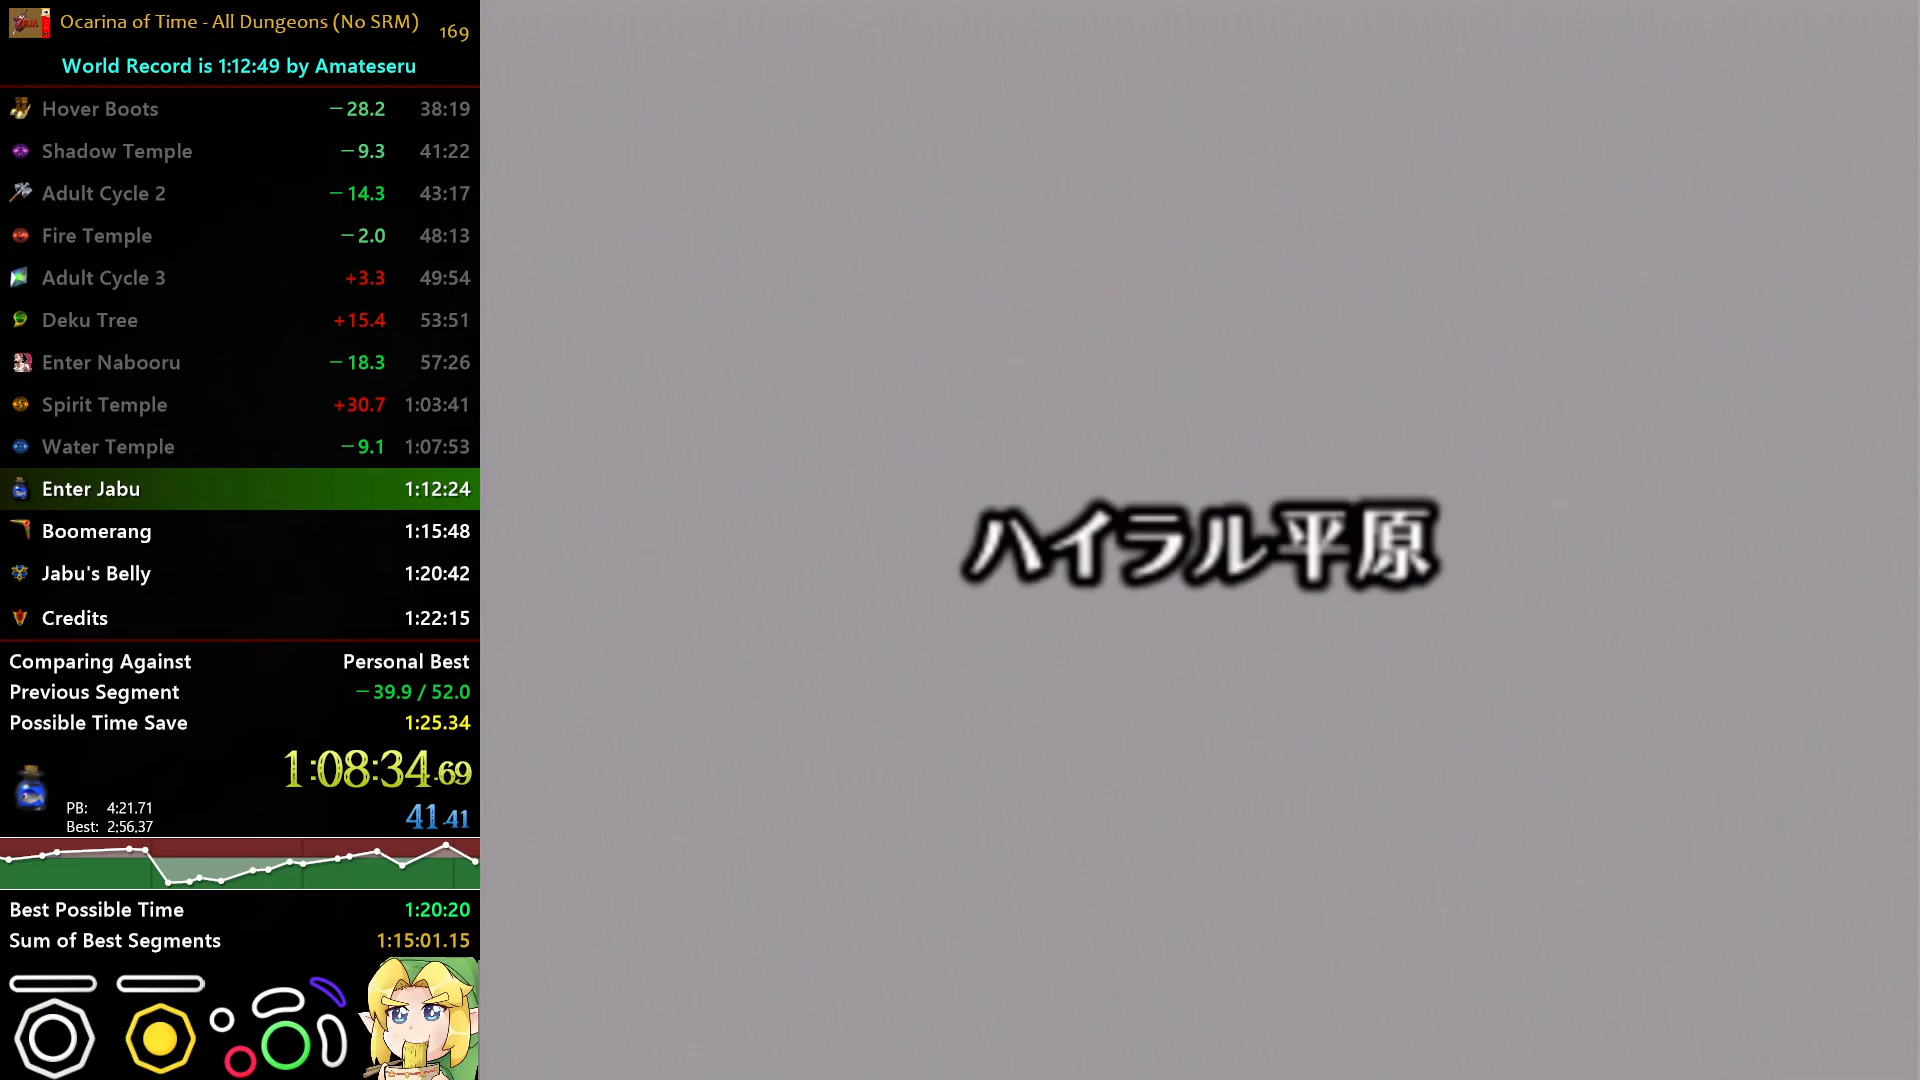 Ocarina of Time - All Dungeons (No SRM)
169
World Record is 1:12:49 by Amateseru
Hover Boots −28.2 38:19
Shadow Temple −9.3 41:22
Adult Cycle 2 −14.3 43:17
Fire Temple −2.0 48:13
Adult Cycle 3 +3.3 49:54
Deku Tree +15.4 53:51
Enter Nabooru −18.3 57:26
Spirit Temple +30.7 1:03:41
Water Temple −9.1 1:07:53
Enter Jabu 1:12:24
Boomerang 1:15:48
Jabu's Belly 1:20:42
Credits 1:22:15
Comparing Against Personal Best
Previous Segment −39.9 / 52.0
Possible Time Save 1:25.34
1:08:34.69
PB: 4:21.71
41.41
Best: 2:56.37
Best Possible Time 1:20:20
Sum of Best Segments 1:15:01.15
ハイラル平原